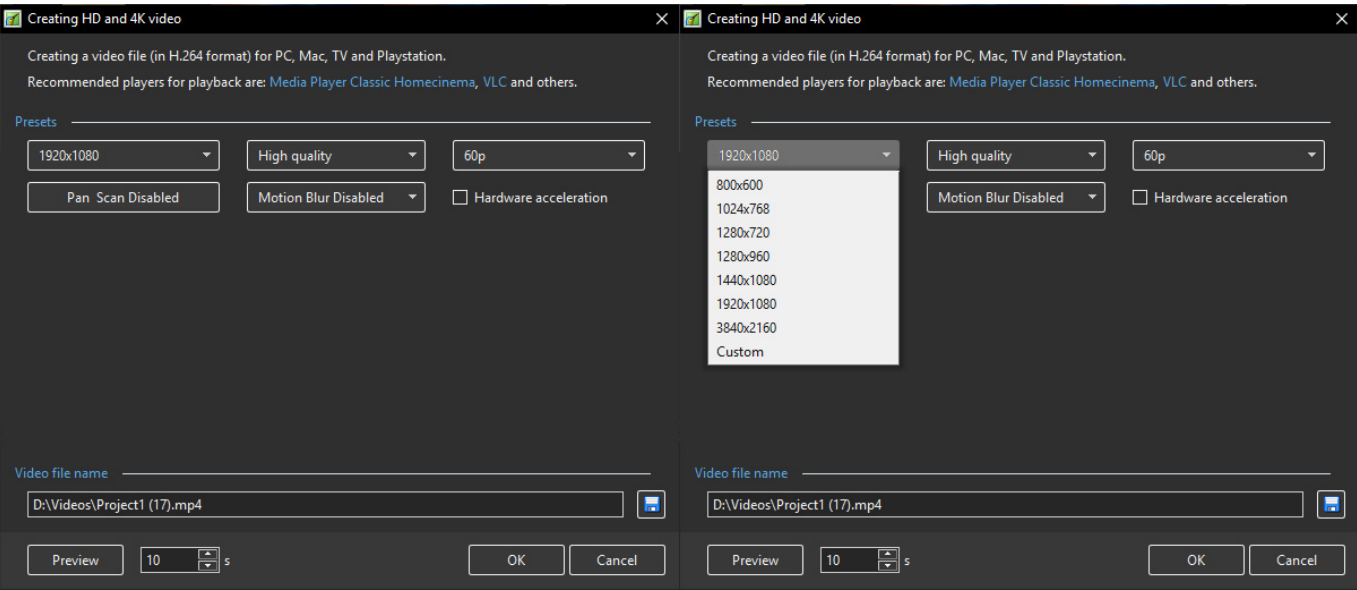 Creating HD and 4K video
Creating a video file (in H.264 format) for PC, Mac, TV and Playstation.
Recommended players for playback are: Media Player Classic Homecinema, VLC and others.
Presets
1920x1080 High quality 60p
Pan Scan Disabled Motion Blur Disabled Hardware acceleration
Video file name
D:\Videos\Project1 (17).mp4
Preview 10 s OK Cancel
Creating HD and 4K video
Creating a video file (in H.264 format) for PC, Mac, TV and Playstation.
Recommended players for playback are: Media Player Classic Homecinema, VLC and others.
Presets
1920x1080 High quality 60p
800x600
1024x768
1280x720
1280x960
1440x1080
1920x1080
3840x2160
Custom
Motion Blur Disabled Hardware acceleration
Video file name
D:\Videos\Project1 (17).mp4
Preview 10 s OK Cancel